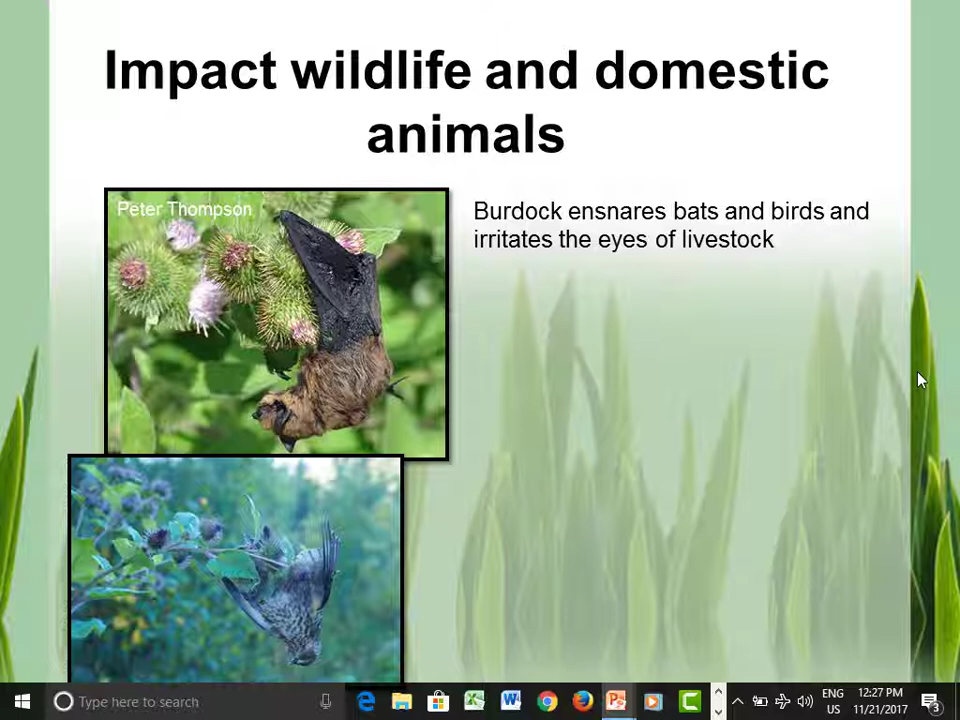 Impact wildlife and domestic
animals
Peter Thompson
Burdock ensnares bats and birds and
irritates the eyes of livestock
Type here to search
ENG
US
12:27 PM
11/21/2017
3